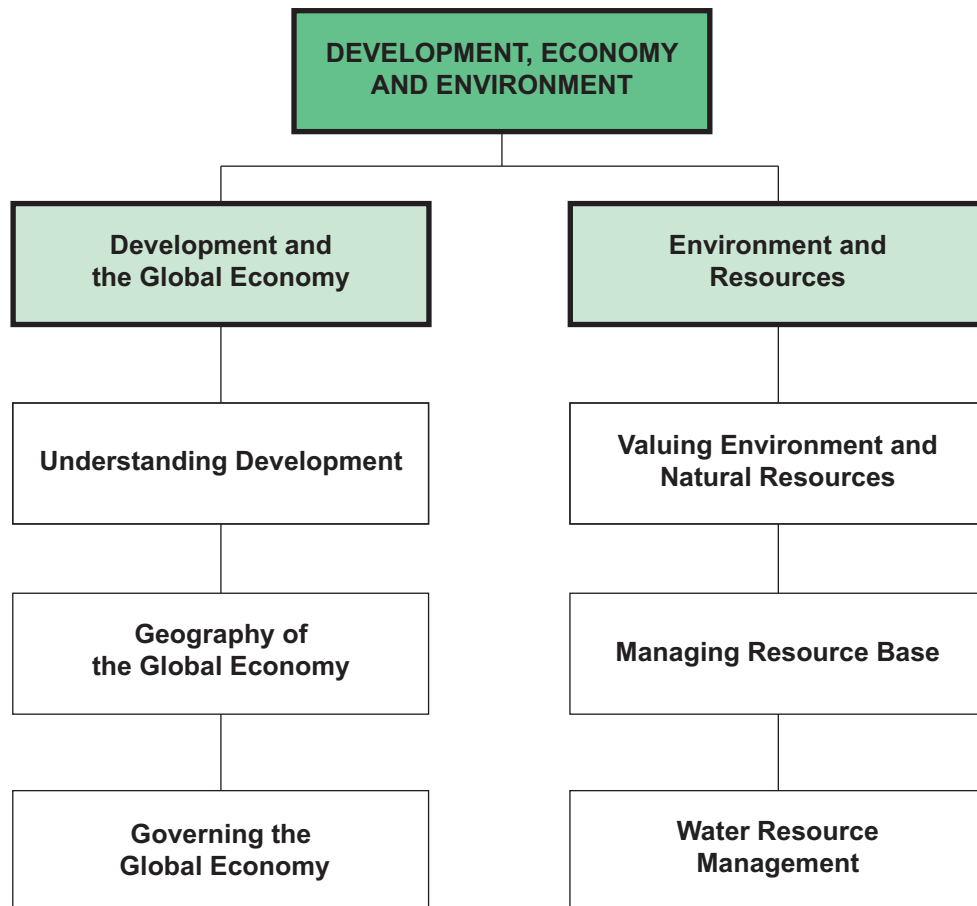 DEVELOPMENT, ECONOMY
AND ENVIRONMENT
Development and
the Global Economy
Environment and
Resources
Understanding Development
Valuing Environment and
Natural Resources
Geography of
the Global Economy
Managing Resource Base
Governing the
Global Economy
Water Resource
Management